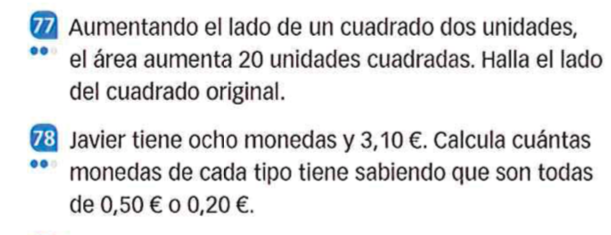 77 Aumentando el lado de un cuadrado dos unidades,
el área aumenta 20 unidades cuadradas. Halla el lado
del cuadrado original.
78 Javier tiene ocho monedas y 3,10 €. Calcula cuántas
monedas de cada tipo tiene sabiendo que son todas
de 0,50 € o 0,20 €.